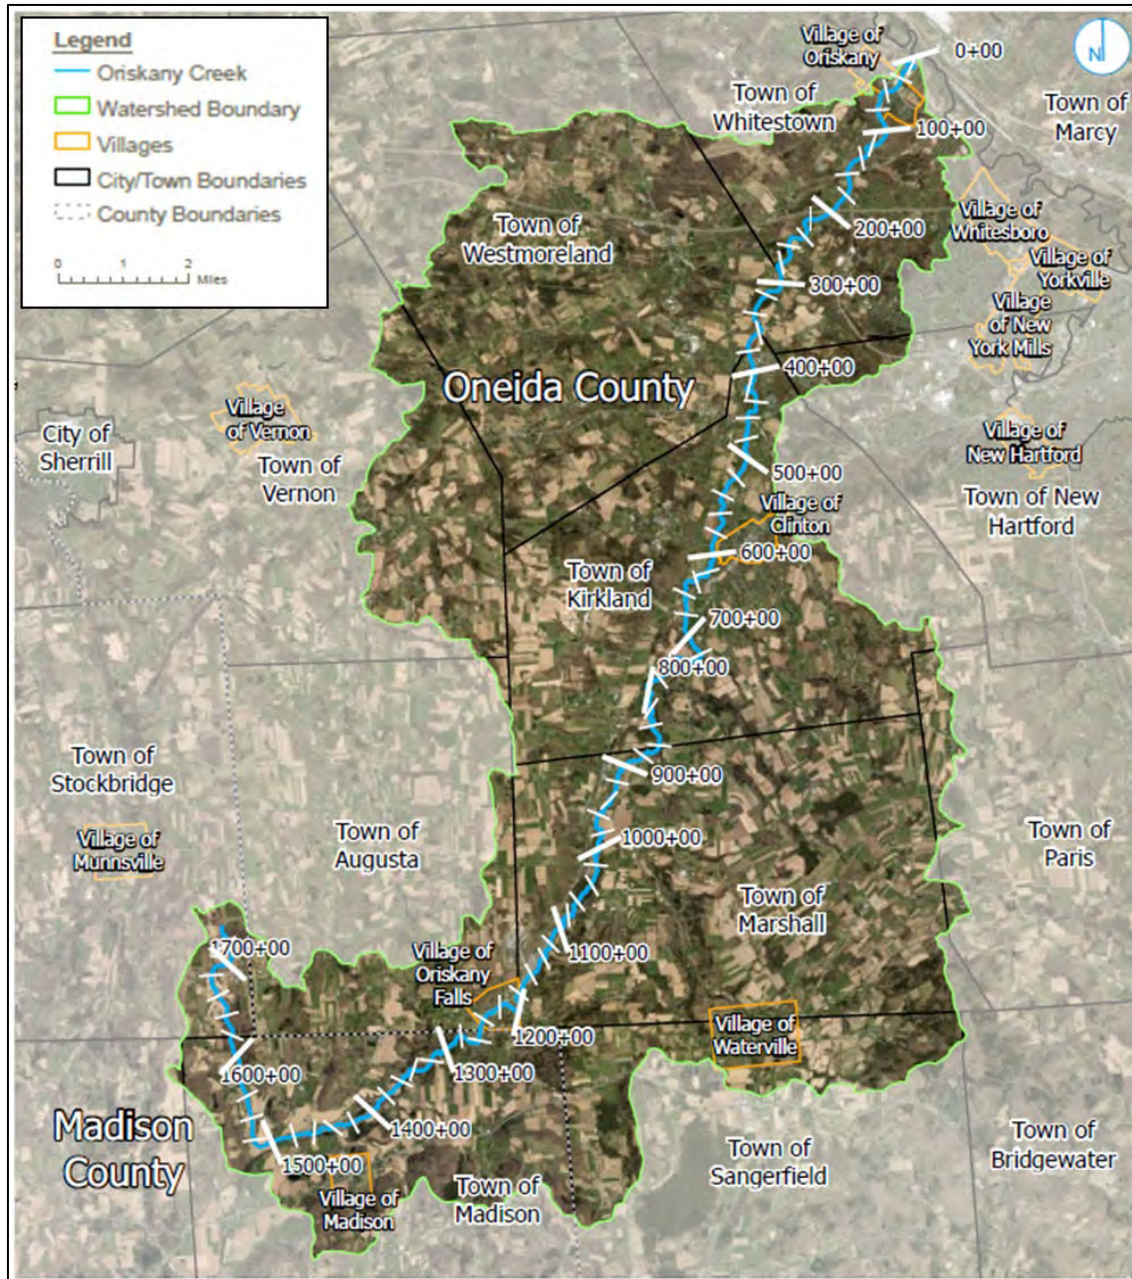 Legend
Oriskany Creek
Watershed Boundary
Villages
City/Town Boundaries
County Boundaries
0 1 2
Miles
N
Village of
Oriskany
0+00
Town of
Whitestown
Town of
Marcy
100+00
Village of
Whitesboro
200+00
Town of
Westmoreland
Village of
Yorkville
300+00
Village
of New
York Mills
400+00
Oneida County
Village
of Vernon
City of
Sherrill
Town of
Vernon
Village of
New Hartford
500+00
Town of New
Hartford
Village of
Clinton
600+00
Town of
Kirkland
700+00
800+00
Town of
Stockbridge
900+00
Village of
Munnsville
Town of
Augusta
1000+00
Town of
Paris
Town of
Marshall
1100+00
1700+00
Village of
Oriskany
Falls
1200+00
Village of
Waterville
1300+00
1600+00
Madison
County
1400+00
1500+00
Village of
Madison
Town of
Madison
Town of
Sangerfield
Town of
Bridgewater